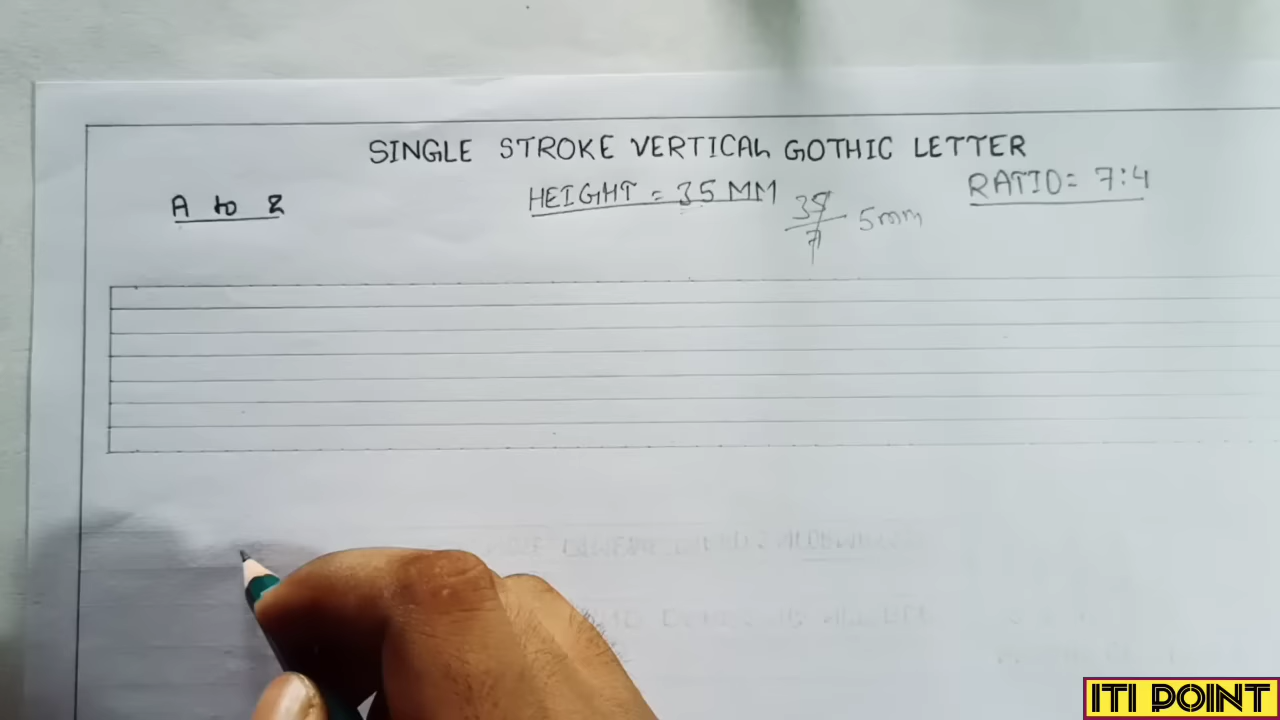 SINGLE STROKE VERTICAL GOTHIC LETTER
A to Z HEIGHT = 35 MM 35/7 5mm RATIO= 7:4
ITI POINT